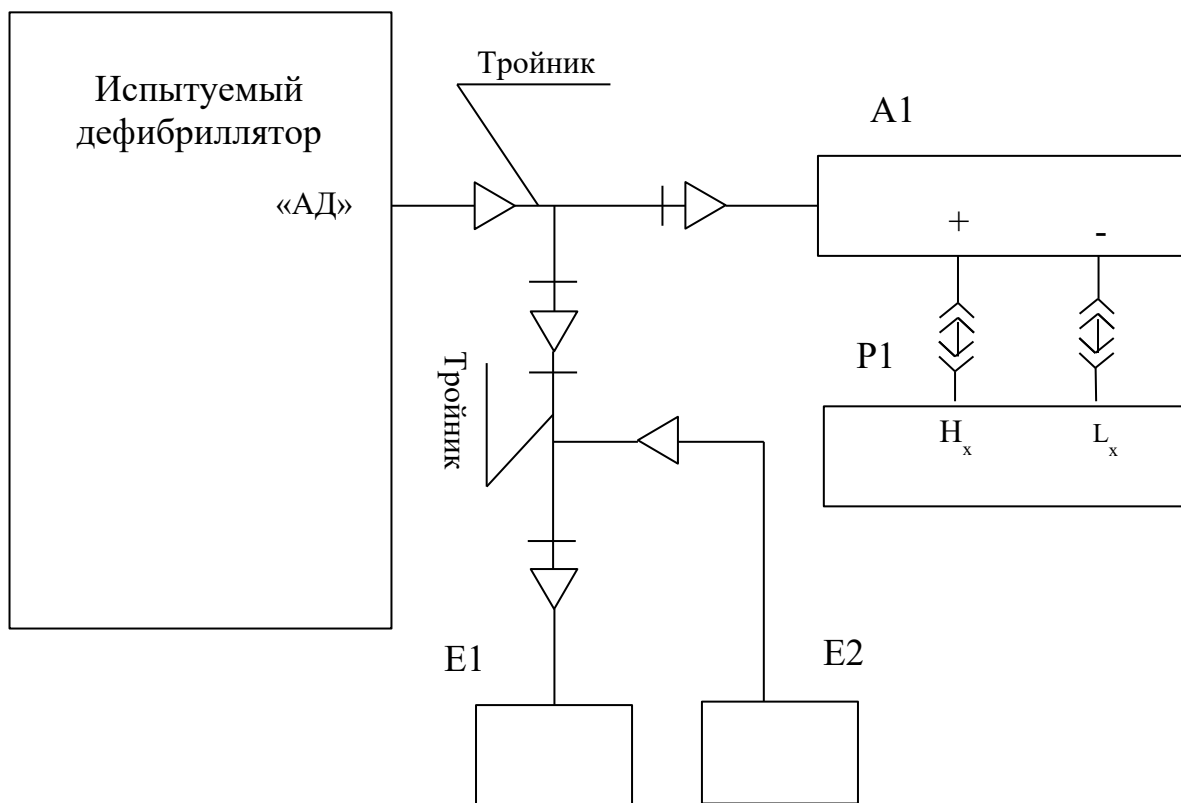 Тройник
Испытуемый
дефибриллятор
А1
«АД»
+ -
Р1
Тройник
Hx Lx
Е1
Е2